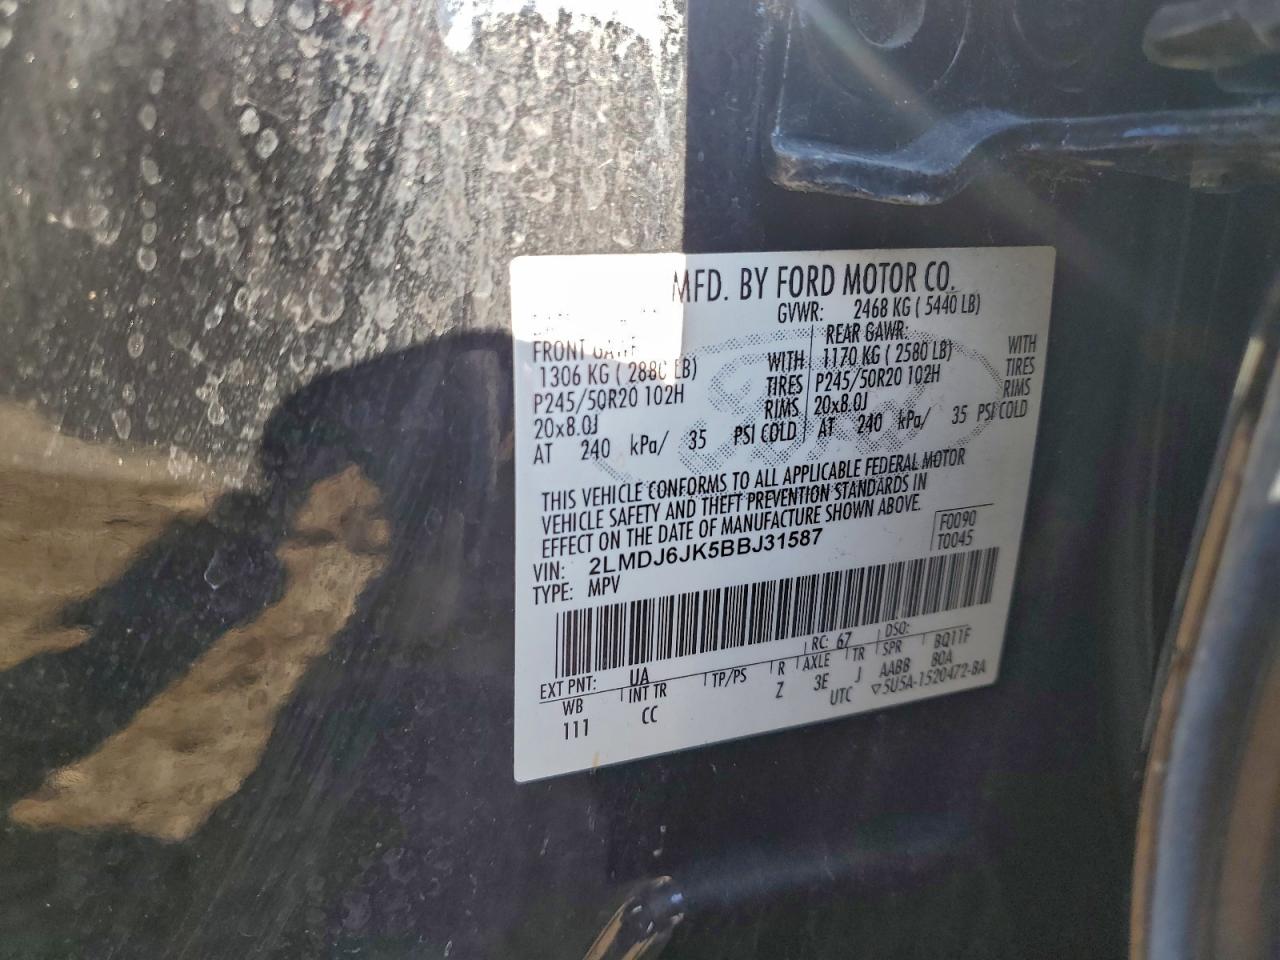 MFD. BY FORD MOTOR CO.
GVWR: 2468 KG ( 5440 LB)
FRONT GAWR: REAR GAWR:
1306 KG ( 2880 LB) WITH 1170 KG ( 2580 LB) WITH
P245/50R20 102H TIRES P245/50R20 102H TIRES
20x8.0J RIMS 20x8.0J RIMS
AT 240 kPa/ 35 PSI COLD AT 240 kPa/ 35 PSI COLD
THIS VEHICLE CONFORMS TO ALL APPLICABLE FEDERAL MOTOR
VEHICLE SAFETY AND THEFT PREVENTION STANDARDS IN
EFFECT ON THE DATE OF MANUFACTURE SHOWN ABOVE.
F0090
VIN: 2LMDJ6JK5BBJ31587 T0045
TYPE: MPV
EXT PNT: UA RC: 67 DSO:
WB INT TR TP/PS R AXLE TR SPR BQ11F
111 CC Z 3E J AABB B0A
UTC ▽5U5A-1520472-BA